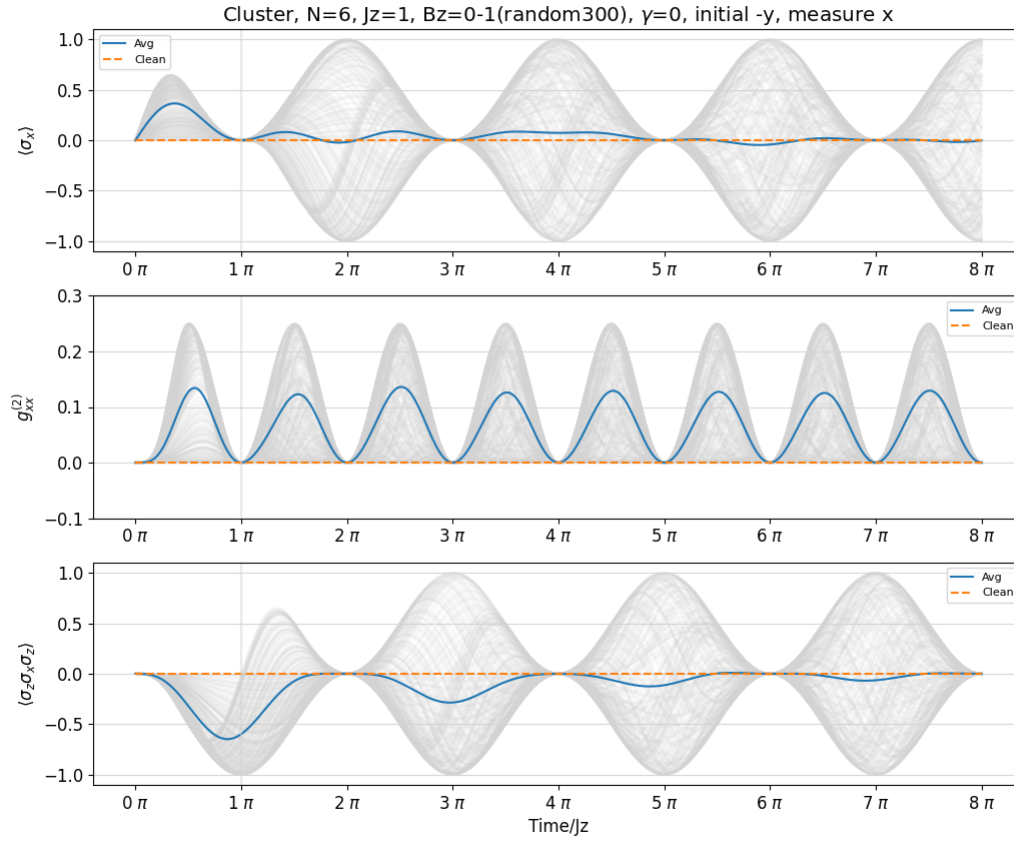 Cluster, N=6, Jz=1, Bz=0-1(random300), γ=0, initial -y, measure x
1.0
0.5
0.0
−0.5
−1.0
⟨σx⟩
Avg
Clean
0 π 1 π 2 π 3 π 4 π 5 π 6 π 7 π 8 π
0.3
0.2
0.1
0.0
−0.1
g_xx^(2)
Avg
Clean
0 π 1 π 2 π 3 π 4 π 5 π 6 π 7 π 8 π
1.0
0.5
0.0
−0.5
−1.0
⟨σzσxσz⟩
Avg
Clean
0 π 1 π 2 π 3 π 4 π 5 π 6 π 7 π 8 π
Time/Jz